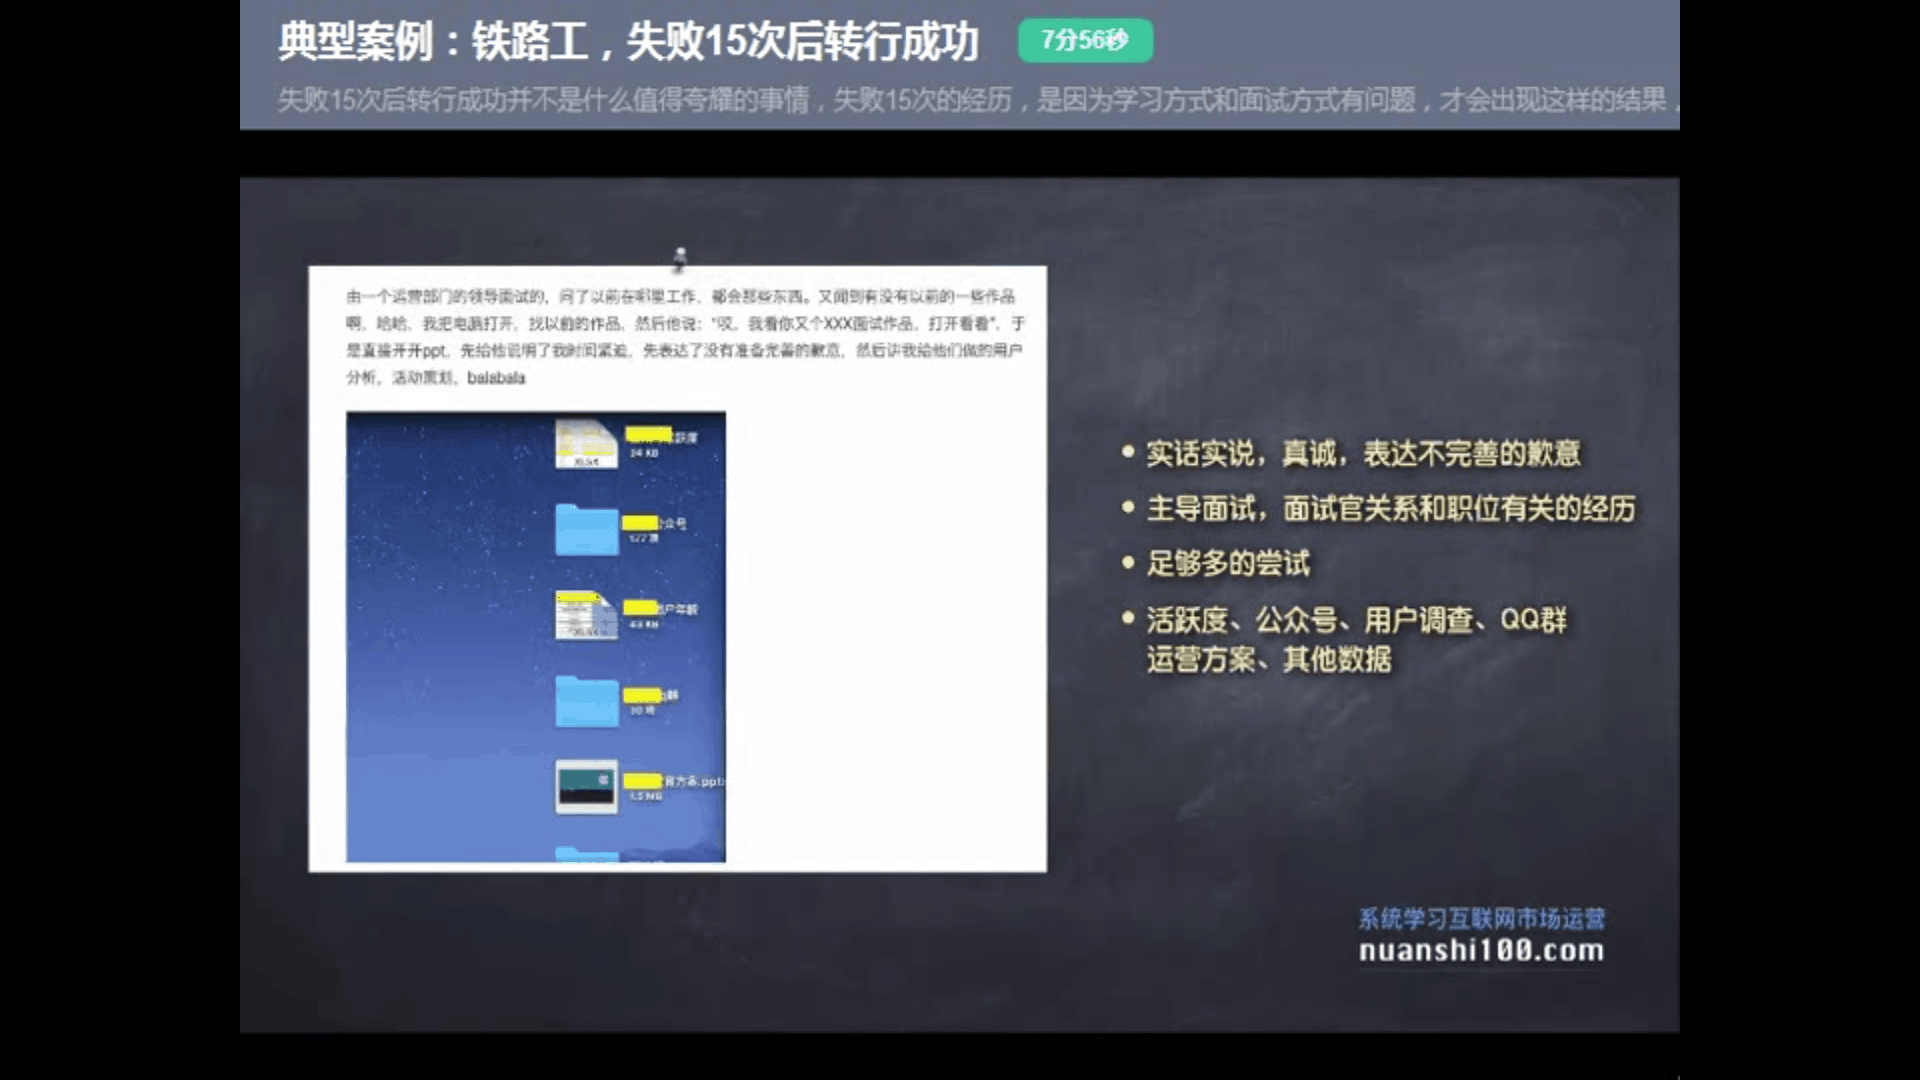 典型案例：铁路工，失败15次后转行成功
7分56秒
失败15次后转行成功并不是什么值得夸耀的事情，失败15次的经历，是因为学习方式和面试方式有问题，才会出现这样的结果，
由一个运营部门的领导面试的，问了以前在哪里工作，都会那些东西。又闻到有没有以前的一些作品
啊，哈哈，我把电脑打开，找以前的作品，然后他说：“哎，我看你又个XXX面试作品，打开看看”，于
是直接开开ppt，先给他说明了我时间紧迫，先表达了没有准备完善的歉意，然后讲我给他们做的用户
分析，活动策划，balabala
跃度
34 KB
公众号
177 项
户年龄
43 KB
群
30 项
方案.ppt
1.5 MB
• 实话实说，真诚，表达不完善的歉意
• 主导面试，面试官关系和职位有关的经历
• 足够多的尝试
• 活跃度、公众号、用户调查、QQ群
运营方案、其他数据
系统学习互联网市场运营
nuanshi100.com